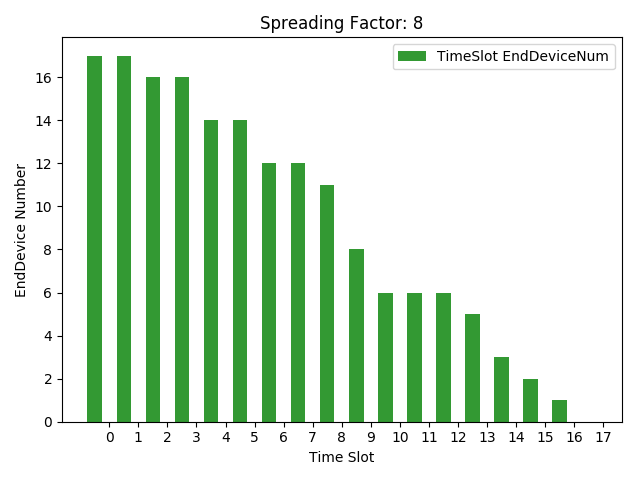 Spreading Factor: 8
TimeSlot EndDeviceNum
16
14
12
10
8
6
4
2
0
EndDevice Number
0 1 2 3 4 5 6 7 8 9 10 11 12 13 14 15 16 17
Time Slot